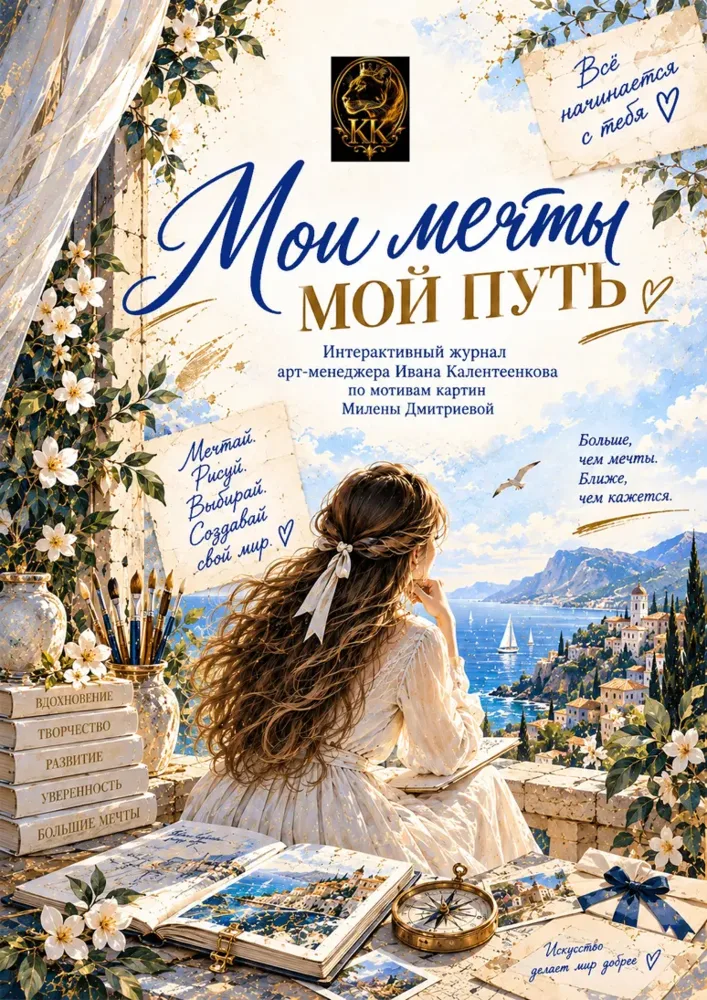 Всё
начинается
с тебя
KK
Мои мечты
МОЙ ПУТЬ
Интерактивный журнал
арт-менеджера Ивана Калентеенкова
по мотивам картин
Милены Дмитриевой
Мечтай.
Рисуй.
Выбирай.
Создавай
свой мир.
Больше,
чем мечты.
Ближе,
чем кажется.
ВДОХНОВЕНИЕ
ТВОРЧЕСТВО
РАЗВИТИЕ
УВЕРЕННОСТЬ
БОЛЬШИЕ МЕЧТЫ
Искусство
делает мир добрее